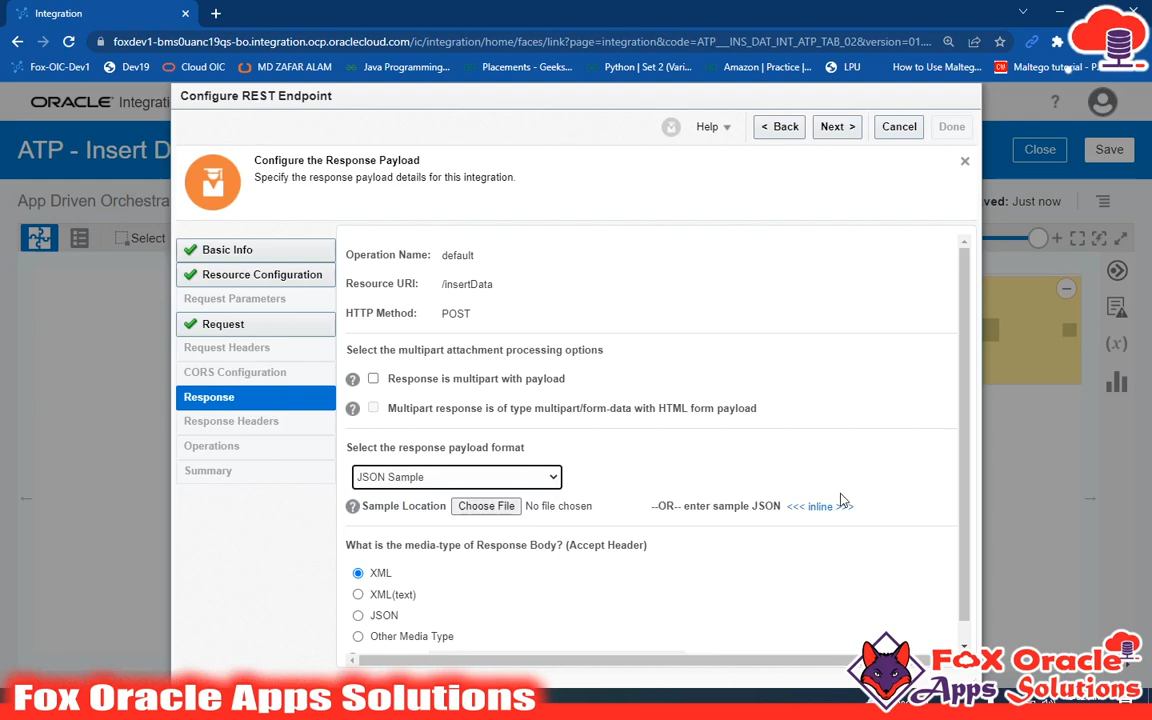 Integration
foxdev1-bms0uanc19qs-bo.integration.ocp.oraclecloud.com/ic/integration/home/faces/link?page=integration&code=ATP___INS_DAT_INT_ATP_TAB_02&version=01....
Fox-OIC-Dev1 Dev19 Cloud OIC MD ZAFAR ALAM Java Programming... Placements - Geeks... Python | Set 2 (Vari... Amazon | Practice |... LPU How to Use Malteg... Maltego tutorial -
ORACLE Integrati
ATP - Insert D
Close Save
App Driven Orchestra
ved: Just now
Select
Configure REST Endpoint
Help < Back Next > Cancel Done
Configure the Response Payload
Specify the response payload details for this integration.
Basic Info
Resource Configuration
Request Parameters
Request
Request Headers
CORS Configuration
Response
Response Headers
Operations
Summary
Operation Name: default
Resource URI: /insertData
HTTP Method: POST
Select the multipart attachment processing options
Response is multipart with payload
Multipart response is of type multipart/form-data with HTML form payload
Select the response payload format
JSON Sample
Sample Location Choose File No file chosen --OR-- enter sample JSON <<< inline >>>
What is the media-type of Response Body? (Accept Header)
XML
XML(text)
JSON
Other Media Type
Fox Oracle Apps Solutions
Fox Oracle
Apps Solutions